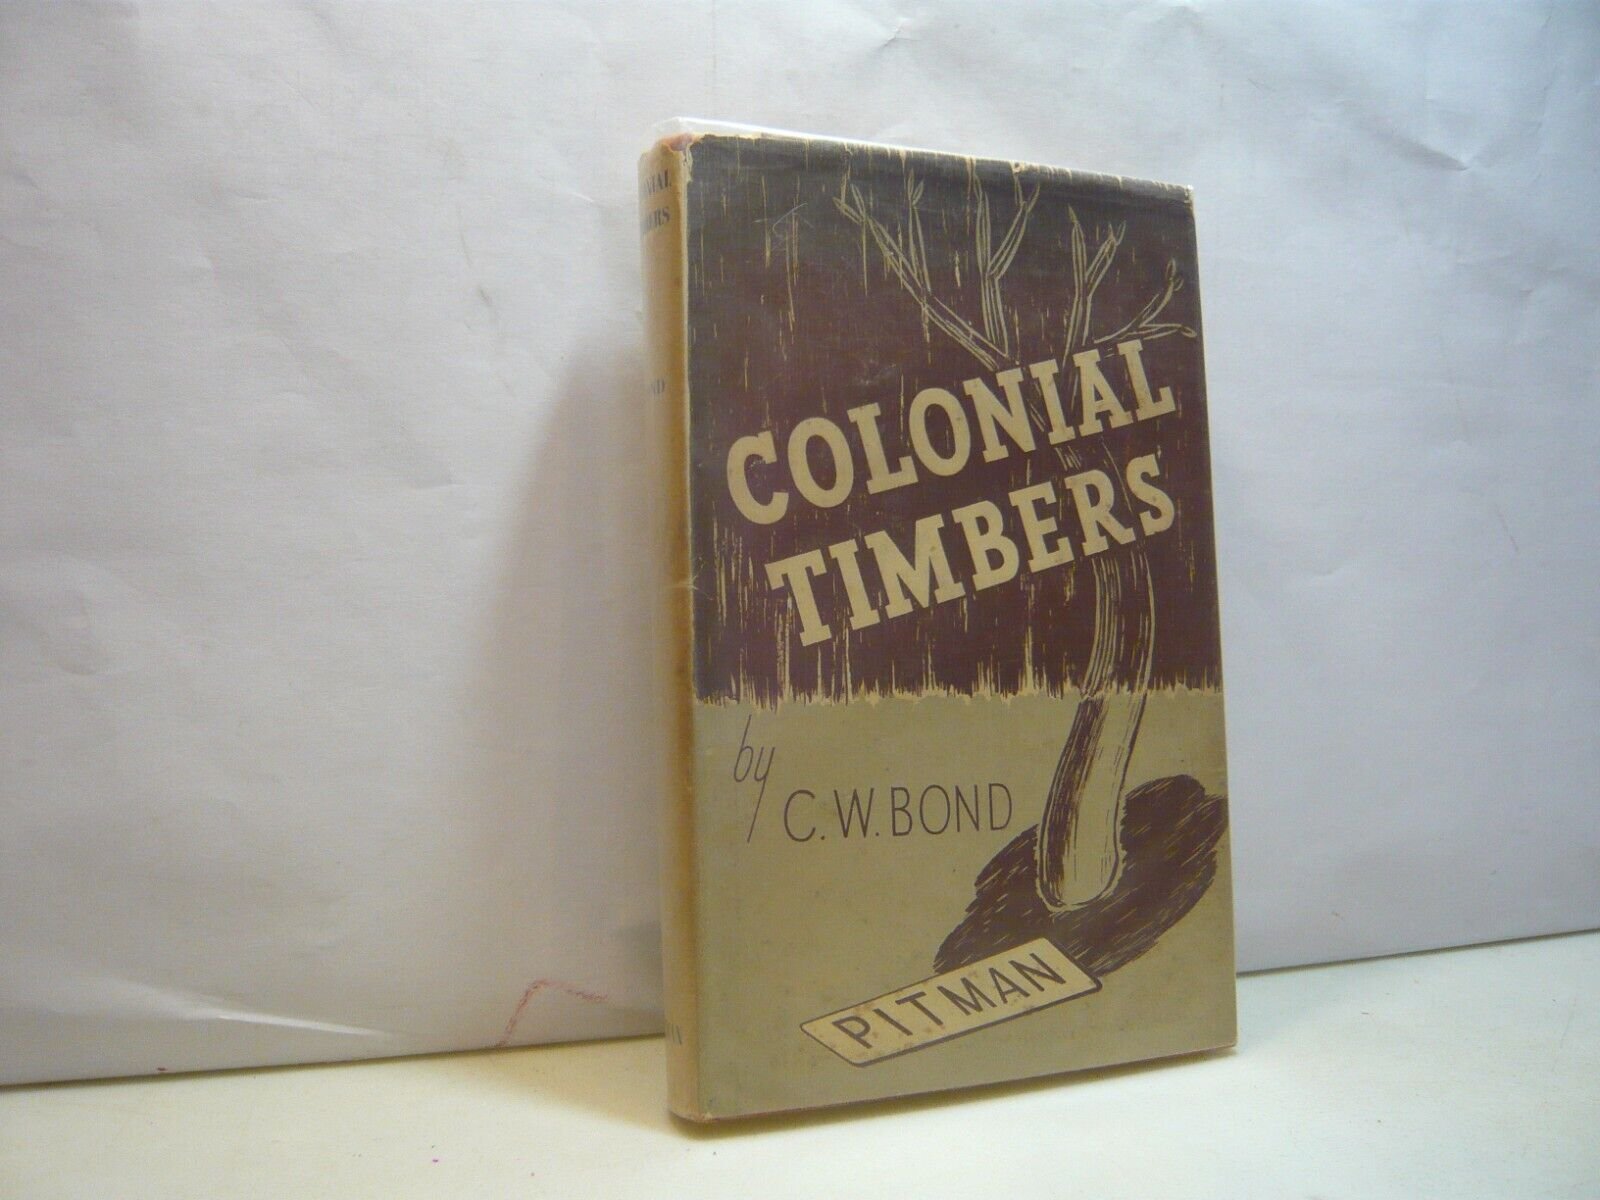 COLONIAL
TIMBERS
by
C. W. BOND
PITMAN